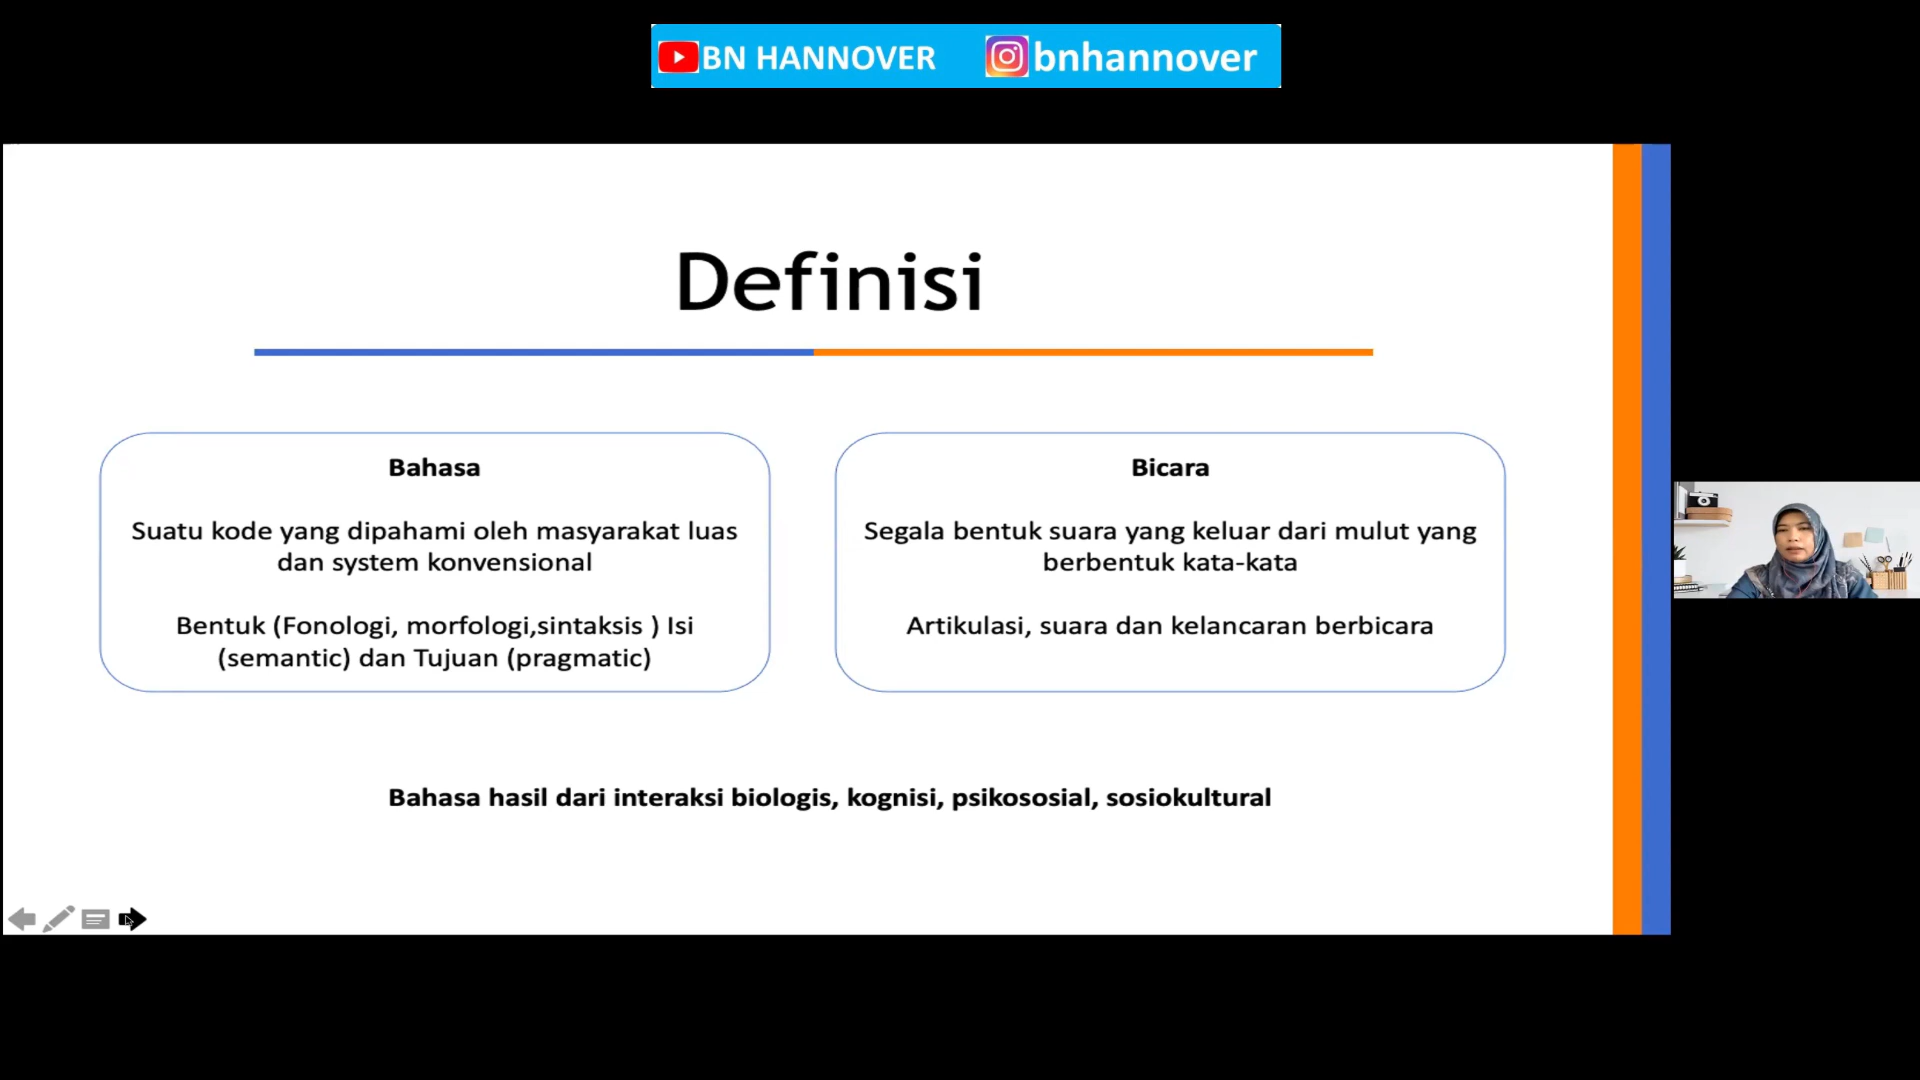 BN HANNOVER bnhannover
Definisi
Bahasa
Suatu kode yang dipahami oleh masyarakat luas
dan system konvensional
Bentuk (Fonologi, morfologi,sintaksis ) Isi
(semantic) dan Tujuan (pragmatic)
Bicara
Segala bentuk suara yang keluar dari mulut yang
berbentuk kata-kata
Artikulasi, suara dan kelancaran berbicara
Bahasa hasil dari interaksi biologis, kognisi, psikososial, sosiokultural